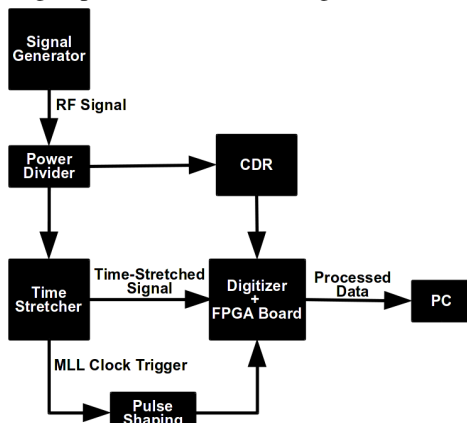 Signal
Generator
RF Signal
Power
Divider
CDR
Time
Stretcher
Time-Stretched
Signal
Digitizer
+
FPGA Board
Processed
Data
PC
MLL Clock Trigger
Pulse
Shaping